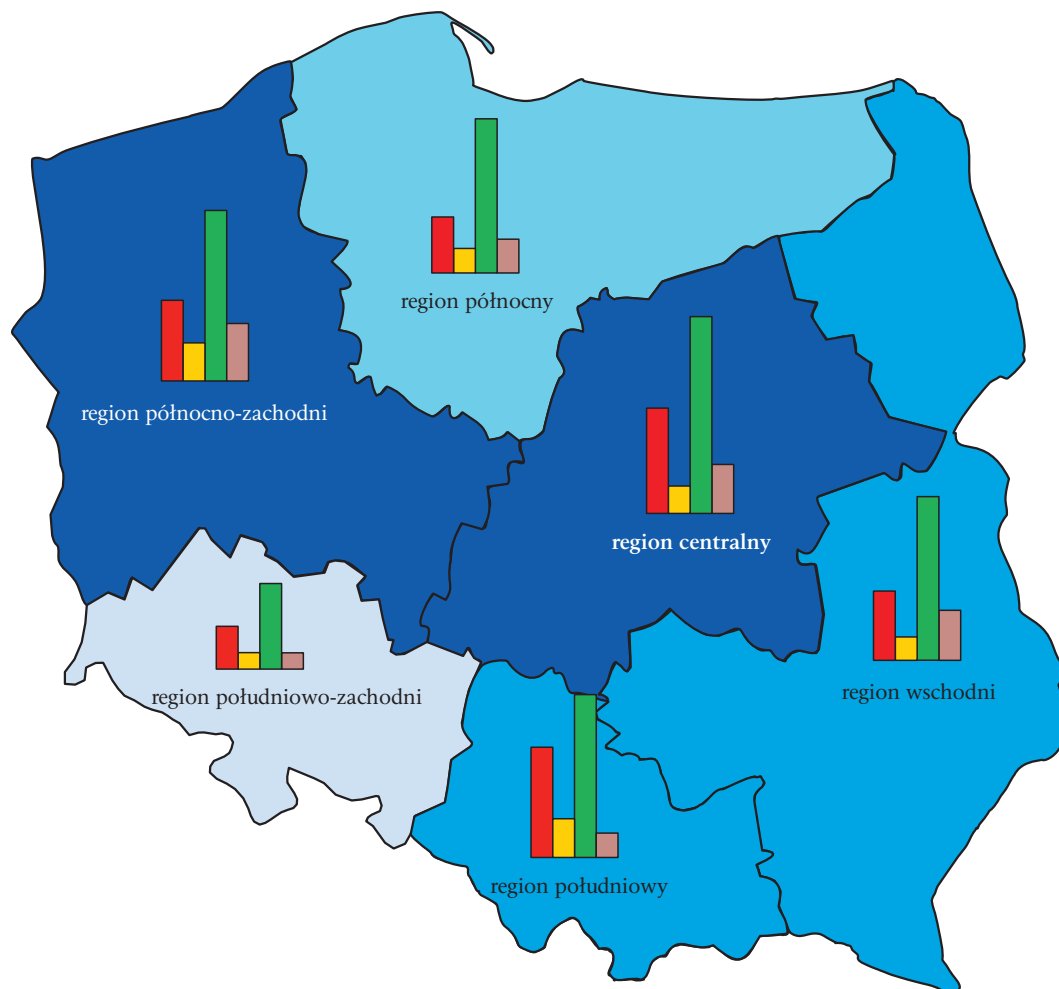 region północny
region północno-zachodni
region centralny
region wschodni
region południowo-zachodni
region południowy